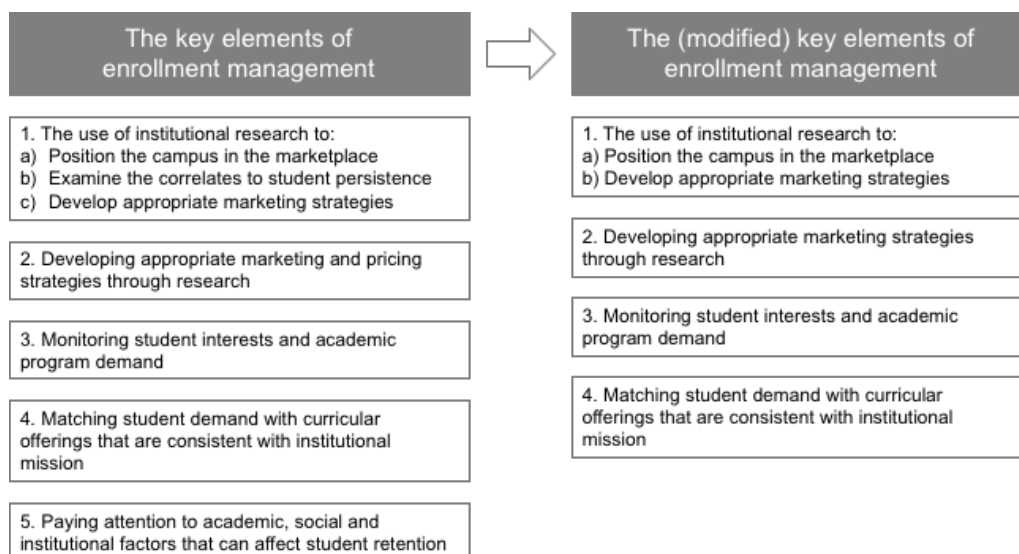 The key elements of
enrollment management
1. The use of institutional research to:
a) Position the campus in the marketplace
b) Examine the correlates to student persistence
c) Develop appropriate marketing strategies
2. Developing appropriate marketing and pricing
strategies through research
3. Monitoring student interests and academic
program demand
4. Matching student demand with curricular
offerings that are consistent with institutional
mission
5. Paying attention to academic, social and
institutional factors that can affect student retention
The (modified) key elements of
enrollment management
1. The use of institutional research to:
a) Position the campus in the marketplace
b) Develop appropriate marketing strategies
2. Developing appropriate marketing strategies
through research
3. Monitoring student interests and academic
program demand
4. Matching student demand with curricular
offerings that are consistent with institutional
mission